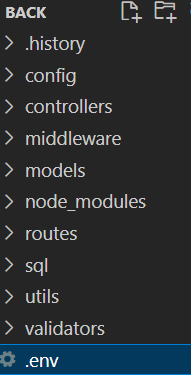 BACK
.history
config
controllers
middleware
models
node_modules
routes
sql
utils
validators
.env